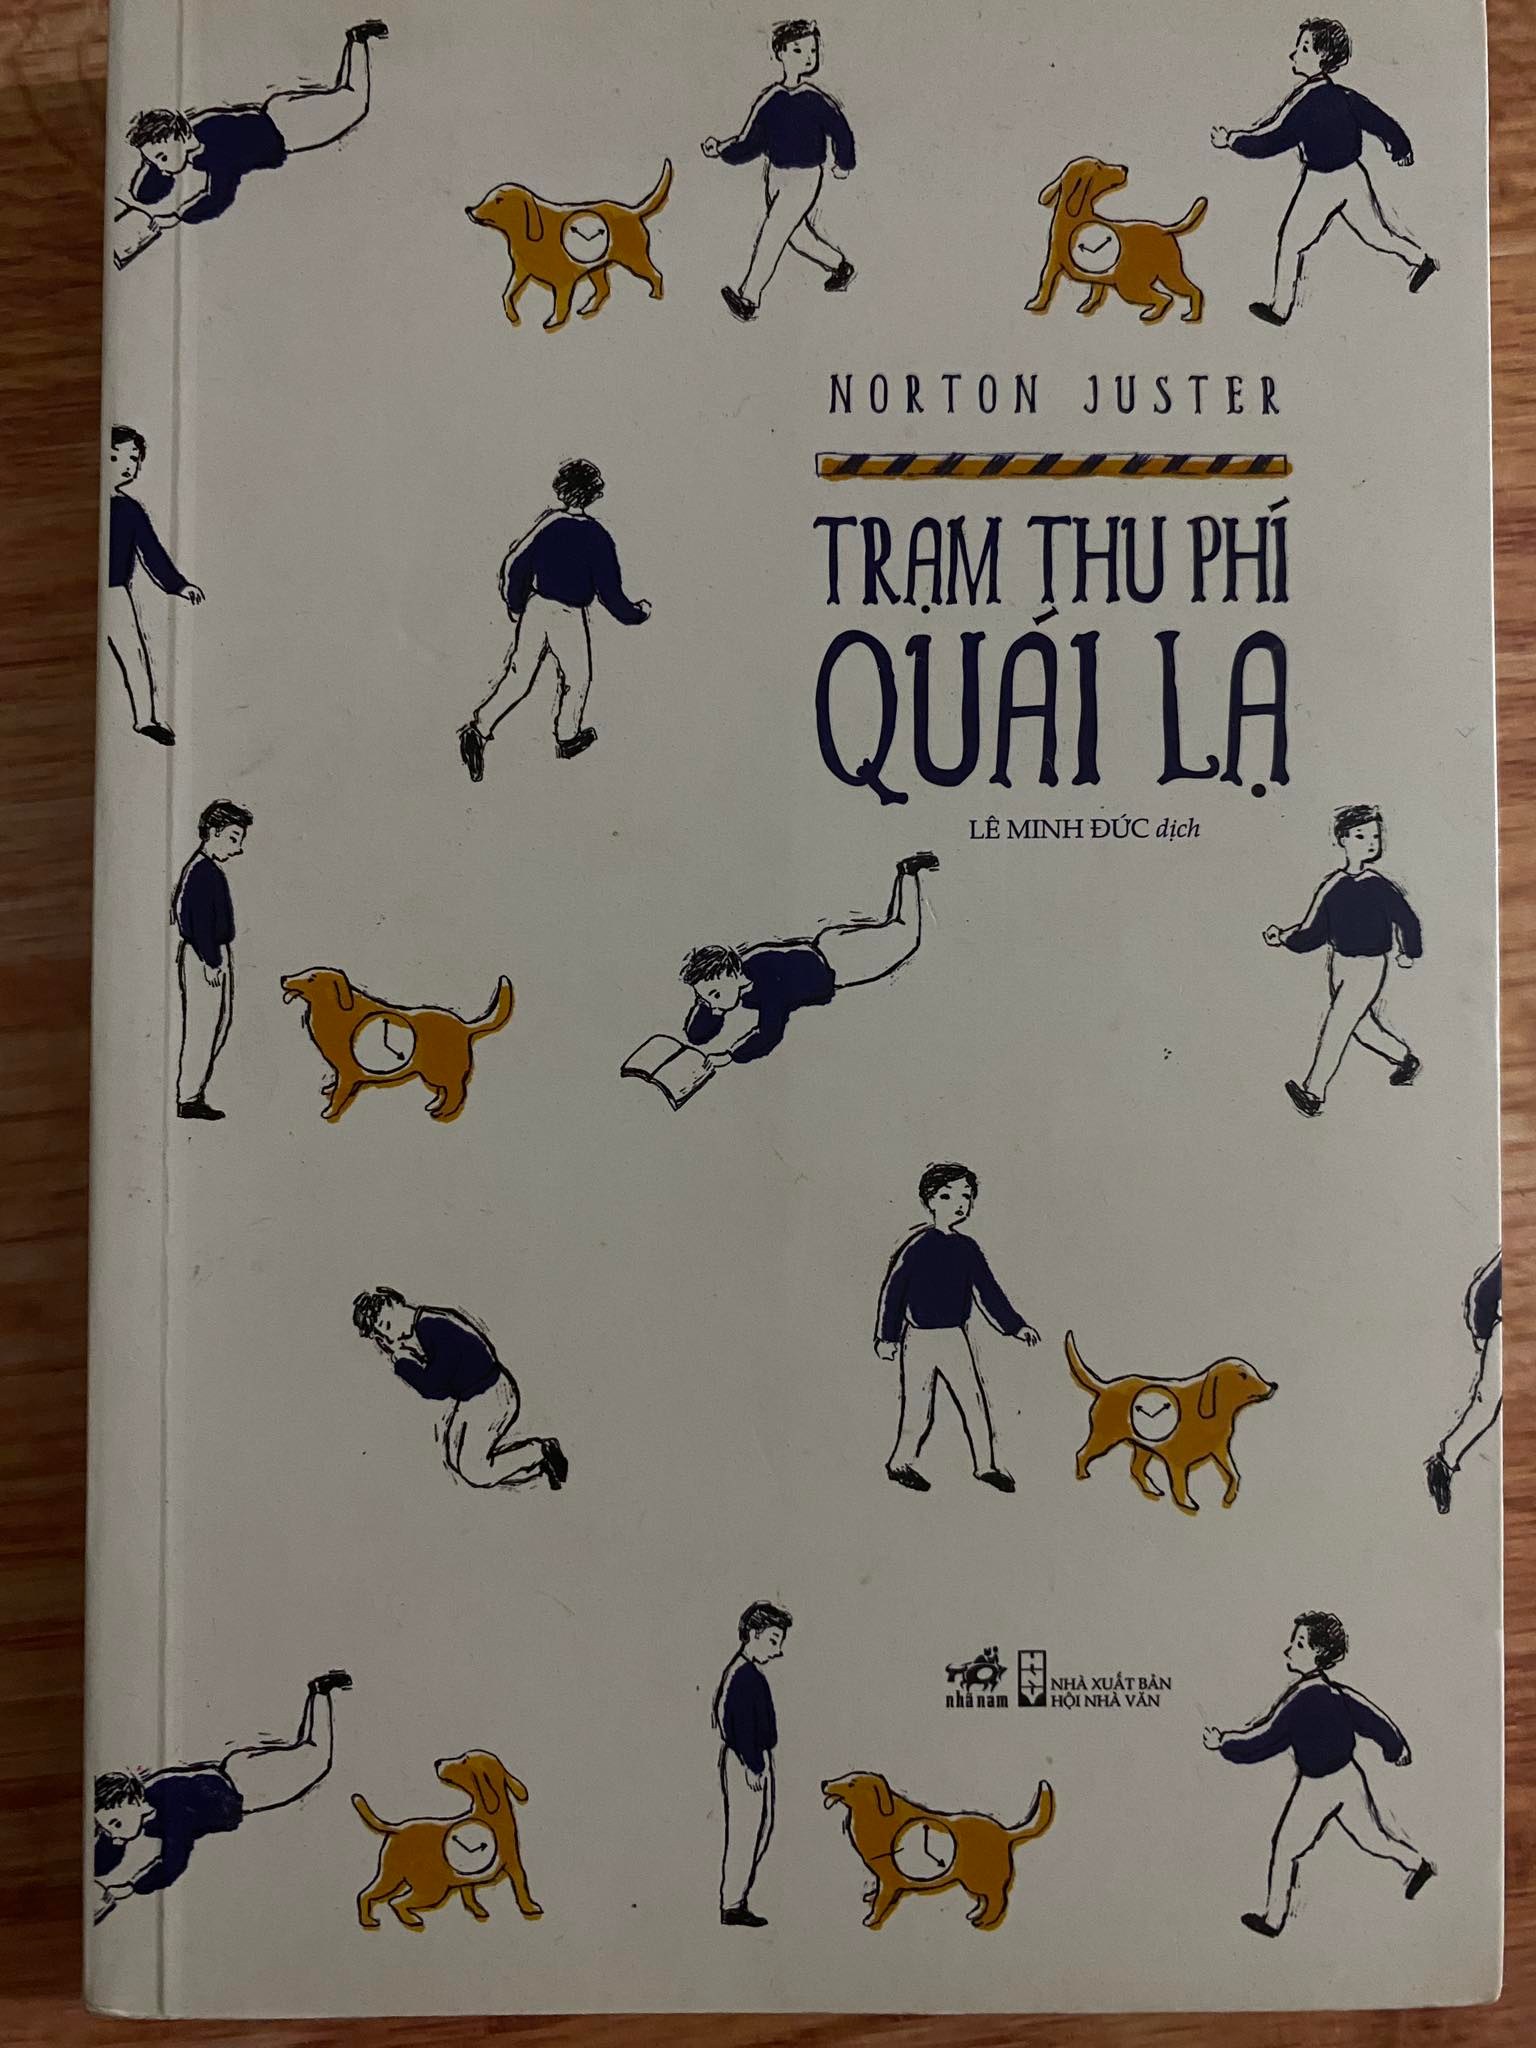 NORTON JUSTER
TRẠM THU PHÍ
QUÁI LẠ
LÊ MINH ĐỨC dịch
nhã nam
NHÀ XUẤT BẢN
HỘI NHÀ VĂN